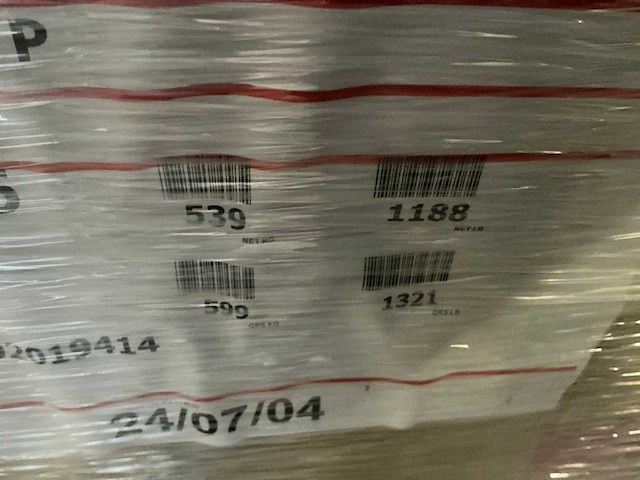 P
539 1188
NET KG NET LB
599 1321
GRS KG GRS LB
2019414
24/07/04